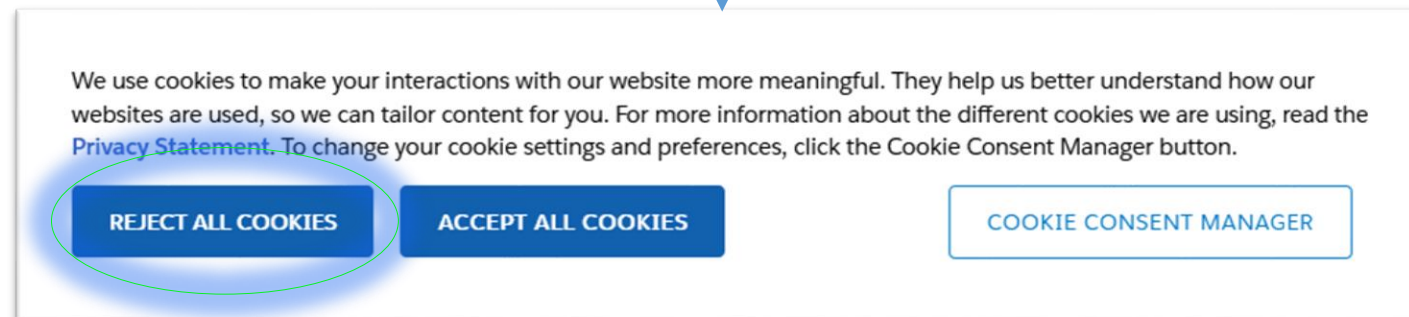 We use cookies to make your interactions with our website more meaningful. They help us better understand how our
websites are used, so we can tailor content for you. For more information about the different cookies we are using, read the
Privacy Statement. To change your cookie settings and preferences, click the Cookie Consent Manager button.
REJECT ALL COOKIES ACCEPT ALL COOKIES COOKIE CONSENT MANAGER